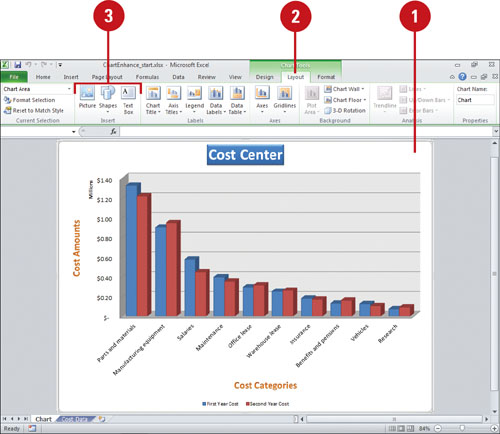 3 2 1
ChartEnhance_start.xlsx - Microsoft Excel
Chart Tools
File Home Insert Page Layout Formulas Data Review View Design Layout Format
Chart Area
Format Selection
Reset to Match Style
Current Selection
Picture Shapes Text Box
Insert
Chart Title Axis Titles Legend Data Labels Data Table
Labels
Axes Gridlines
Axes
Plot Area
Chart Wall
Chart Floor
3-D Rotation
Background
Trendline
Lines
Up/Down Bars
Error Bars
Analysis
Chart Name:
Chart
Properties
fx
Cost Center
Millions
Cost Amounts
$1.40
$1.20
$1.00
$0.80
$0.60
$0.40
$0.20
$-
Parts and materials
Manufacturing equipment
Salaries
Maintenance
Office lease
Warehouse lease
Insurance
Benefits and pensions
Vehicles
Research
Cost Categories
First Year Cost Second Year Cost
Chart Cost Data
Ready 84%